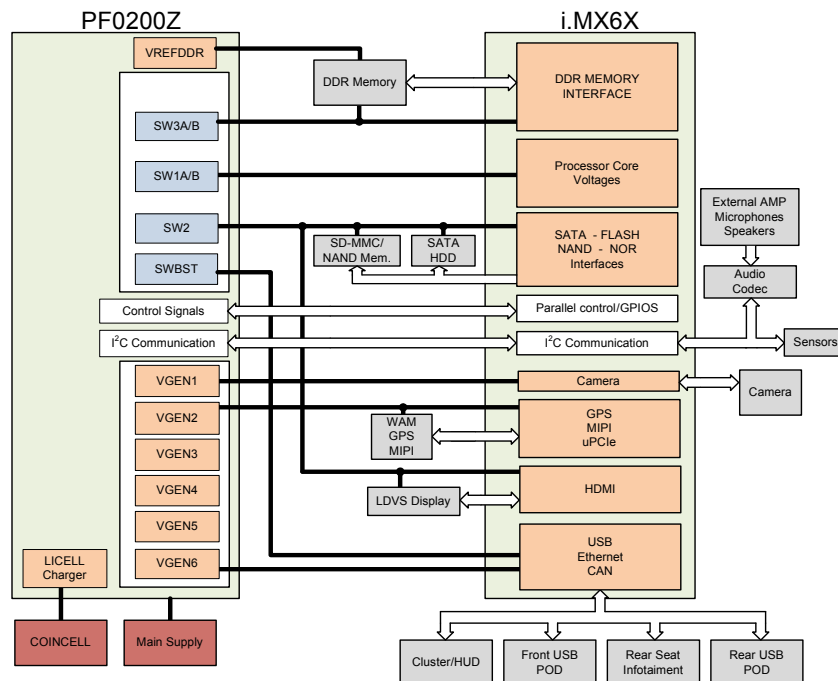 PF0200Z
i.MX6X
VREFDDR
DDR Memory
DDR MEMORY
INTERFACE
SW3A/B
SW1A/B
Processor Core
Voltages
SW2
SD-MMC/
NAND Mem.
SATA
HDD
SATA - FLASH
NAND - NOR
Interfaces
External AMP
Microphones
Speakers
SWBST
Audio
Codec
Control Signals
Parallel control/GPIOS
I²C Communication
I²C Communication
Sensors
VGEN1
Camera
Camera
VGEN2
WAM
GPS
MIPI
GPS
MIPI
uPCIe
VGEN3
VGEN4
LDVS Display
HDMI
VGEN5
VGEN6
USB
Ethernet
CAN
LICELL
Charger
COINCELL
Main Supply
Cluster/HUD
Front USB
POD
Rear Seat
Infotaiment
Rear USB
POD